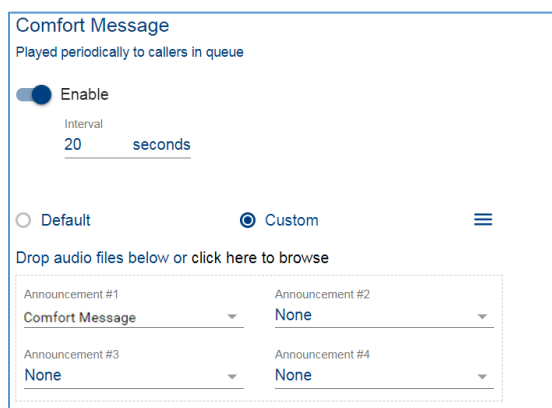 Comfort Message
Played periodically to callers in queue
Enable
Interval
20 seconds
Default Custom
Drop audio files below or click here to browse
Announcement #1 Announcement #2
Comfort Message None
Announcement #3 Announcement #4
None None